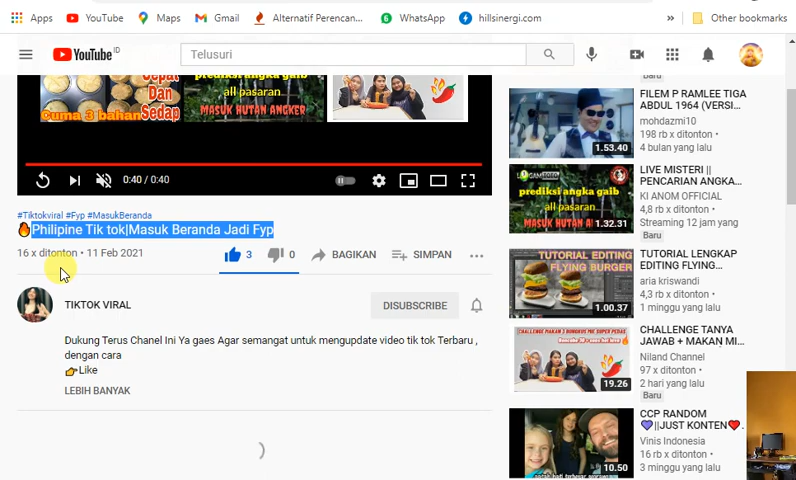 Apps
YouTube
Maps
Gmail
Alternatif Perencan...
WhatsApp
hillsinergi.com
»
Other bookmarks
YouTube ID
Telusuri
Cepat
Dan
Sedap
Cuma 3 bahan
prediksi angka gaib
all pasaran
MASUK HUTAN ANGKER
0:40 / 0:40
#Tiktokviral #Fyp #MasukBeranda
🔥Philipine Tik tok|Masuk Beranda Jadi Fyp
16 x ditonton • 11 Feb 2021
3
0
BAGIKAN
SIMPAN
TIKTOK VIRAL
DISUBSCRIBE
Dukung Terus Chanel Ini Ya gaes Agar semangat untuk mengupdate video tik tok Terbaru ,
dengan cara
👉Like
LEBIH BANYAK
Baru
FILEM P RAMLEE TIGA
ABDUL 1964 (VERSI...
mohdazmi10
198 rb x ditonton •
4 bulan yang lalu
1.53.40
LIVE MISTERI ||
PENCARIAN ANGKA...
KI ANOM OFFICIAL
4,8 rb x ditonton •
Streaming 12 jam yang
Baru
prediksi angka gaib
all pasaran
1.32.31
TUTORIAL LENGKAP
EDITING FLYING...
aria kriswandi
4,3 rb x ditonton •
1 minggu yang lalu
TUTORIAL EDITING
FLYING BURGER
1.00.37
CHALLENGE TANYA
JAWAB + MAKAN MI...
Niland Channel
97 x ditonton •
2 hari yang lalu
Baru
19.26
CCP RANDOM
💜||JUST KONTEN❤️.
Vinis Indonesia
16 rb x ditonton •
3 minggu yang lalu
10.50